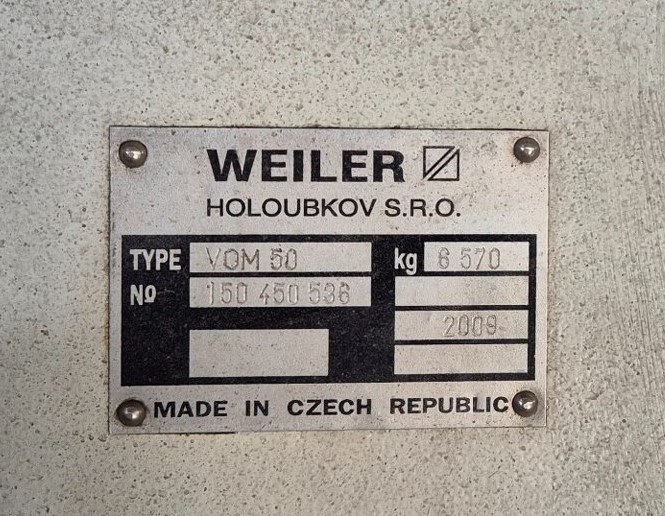 WEILER
HOLOUBKOV S.R.O.
TYPE VOM 50 kg 6 570
Nº 150 450 536
2009
MADE IN CZECH REPUBLIC